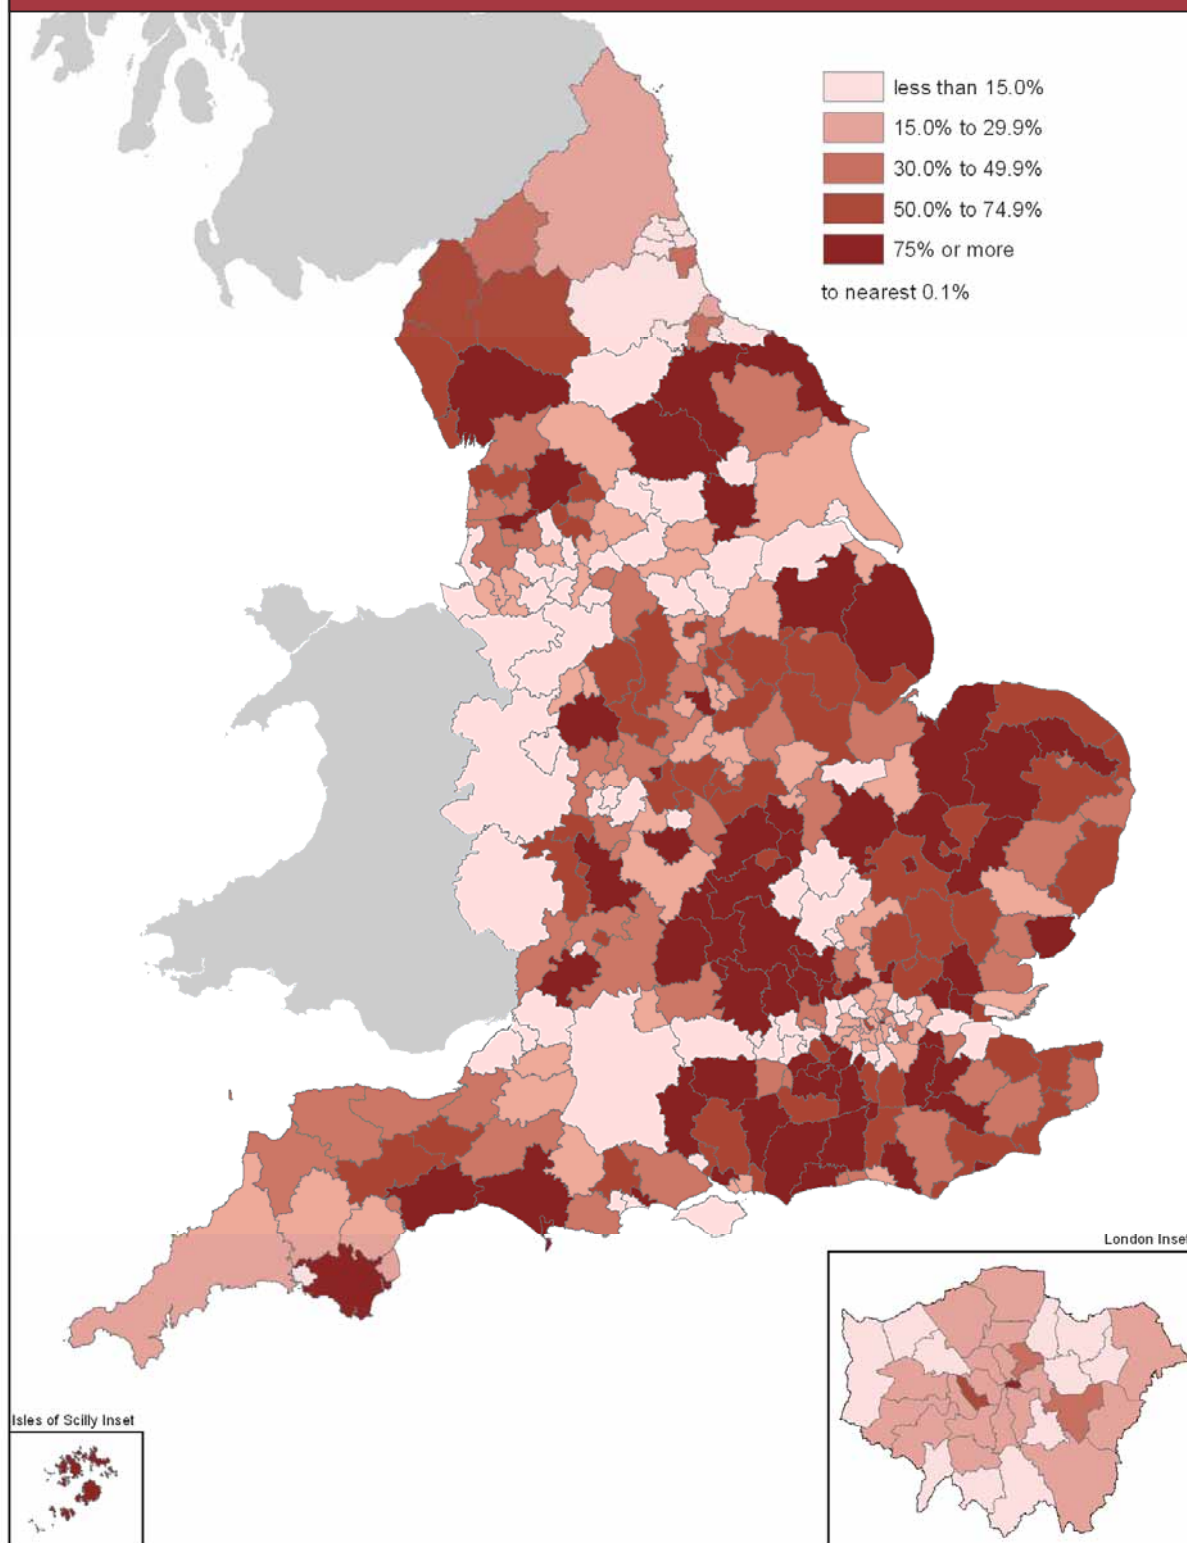 less than 15.0%
15.0% to 29.9%
30.0% to 49.9%
50.0% to 74.9%
75% or more
to nearest 0.1%
London Inset
Isles of Scilly Inset